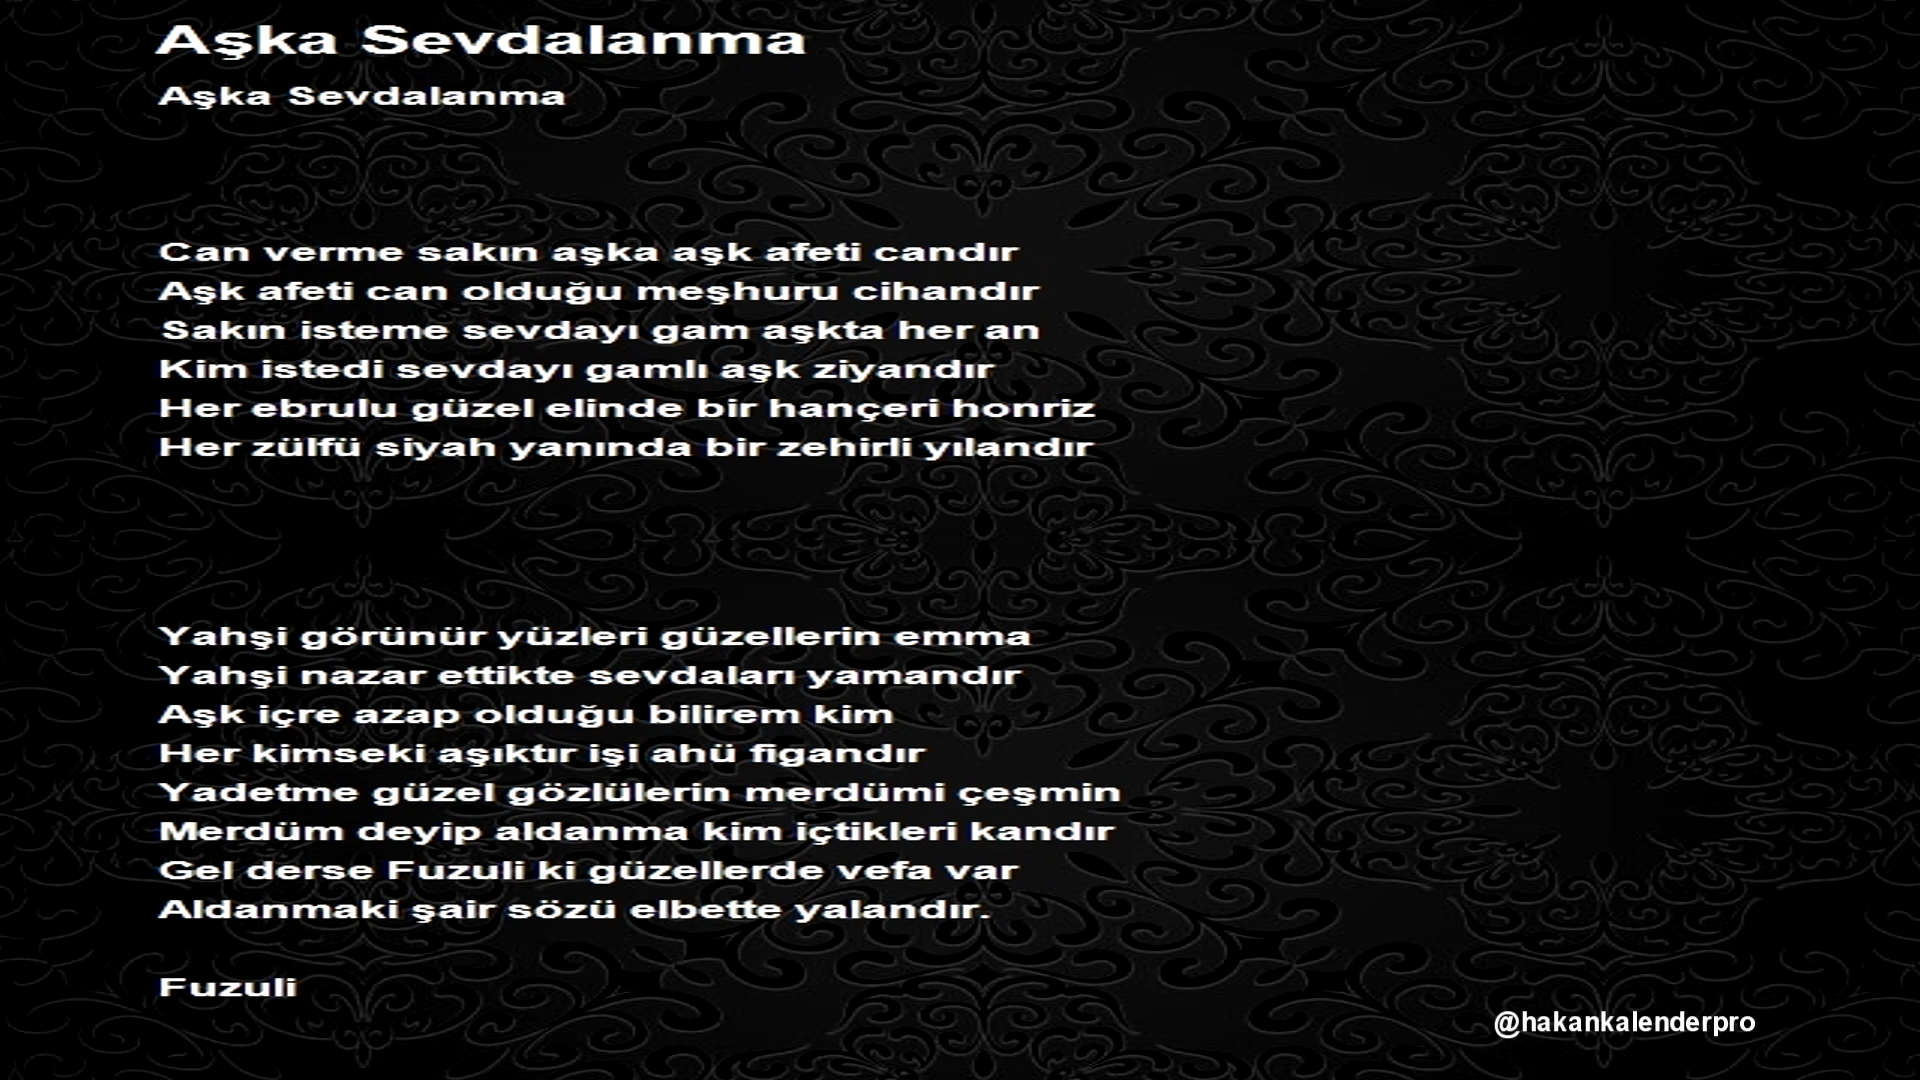 Aşka Sevdalanma
Aşka Sevdalanma
Can verme sakın aşka aşk afeti candır
Aşk afeti can olduğu meşhuru cihandır
Sakın isteme sevdayı gam aşkta her an
Kim istedi sevdayı gamlı aşk ziyandır
Her ebrulu güzel elinde bir hançeri honriz
Her zülfü siyah yanında bir zehirli yılandır
Yahşi görünür yüzleri güzellerin emma
Yahşi nazar ettikte sevdaları yamandır
Aşk içre azap olduğu bilirem kim
Her kimseki aşıktır işi ahü figandır
Yadetme güzel gözlülerin merdümi çeşmin
Merdüm deyip aldanma kim içtikleri kandır
Gel derse Fuzuli ki güzellerde vefa var
Aldanmaki şair sözü elbette yalandır.
Fuzuli
@hakankalenderpro